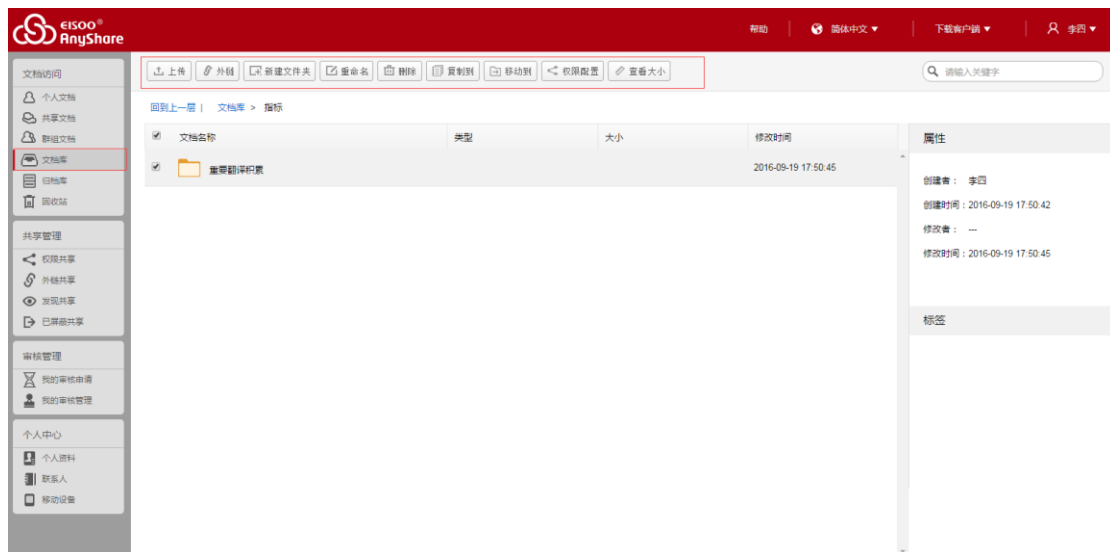 EISOO®
AnyShare
帮助
简体中文 ▼
下载客户端 ▼
李四 ▼
文档访问
个人文档
共享文档
群组文档
文档库
归档库
回收站
共享管理
权限共享
外链共享
发现共享
已屏蔽共享
审核管理
我的审核申请
我的审核管理
个人中心
个人资料
联系人
移动设备
上传 外链 新建文件夹 重命名 删除 复制到 移动到 权限配置 查看大小
请输入关键字
回到上一层 | 文档库 > 指标
文档名称 类型 大小 修改时间
重要翻译积累 2016-09-19 17:50:45
属性
创建者： 李四
创建时间：2016-09-19 17:50:42
修改者： ---
修改时间：2016-09-19 17:50:45
标签